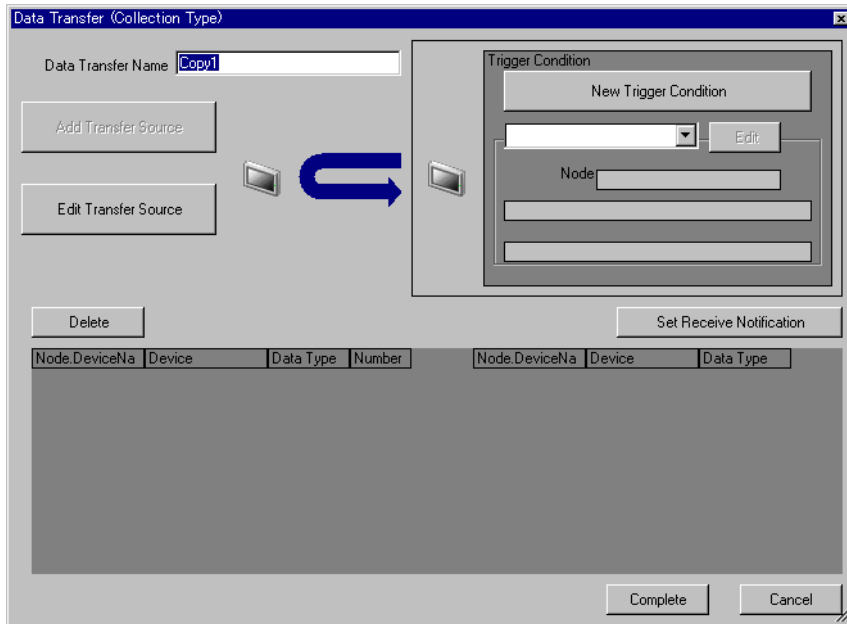 Data Transfer (Collection Type)
Data Transfer Name Copy1
Trigger Condition
New Trigger Condition
Add Transfer Source
Edit
Node
Edit Transfer Source
Delete
Set Receive Notification
Node.DeviceNa Device Data Type Number Node.DeviceNa Device Data Type
Complete Cancel